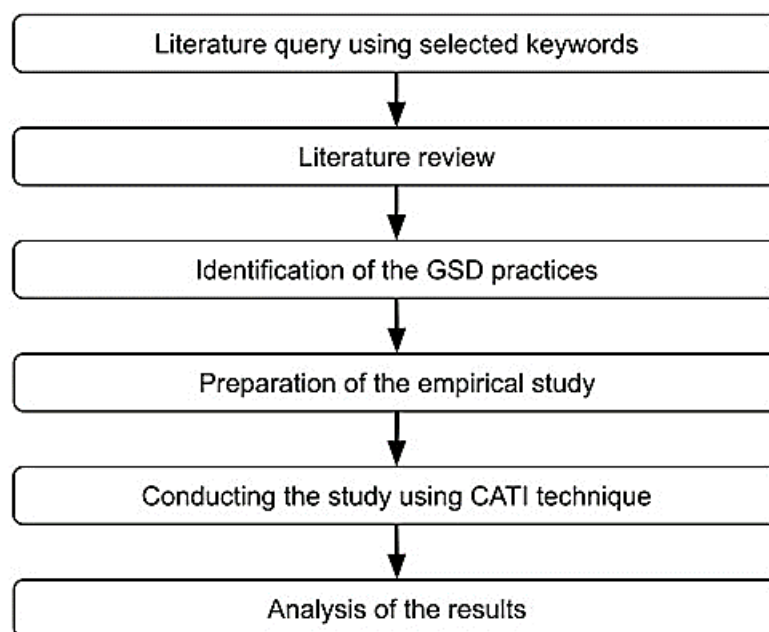 Literature query using selected keywords
Literature review
Identification of the GSD practices
Preparation of the empirical study
Conducting the study using CATI technique
Analysis of the results